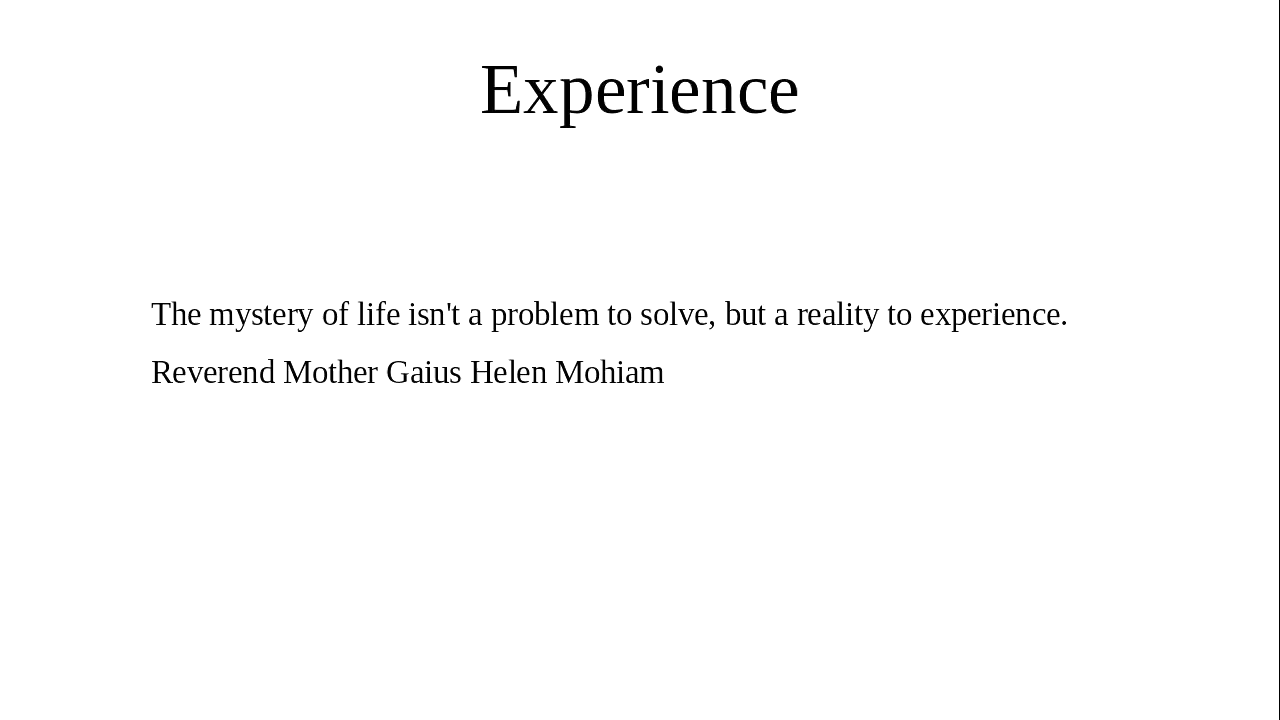 Experience
The mystery of life isn't a problem to solve, but a reality to experience.
Reverend Mother Gaius Helen Mohiam